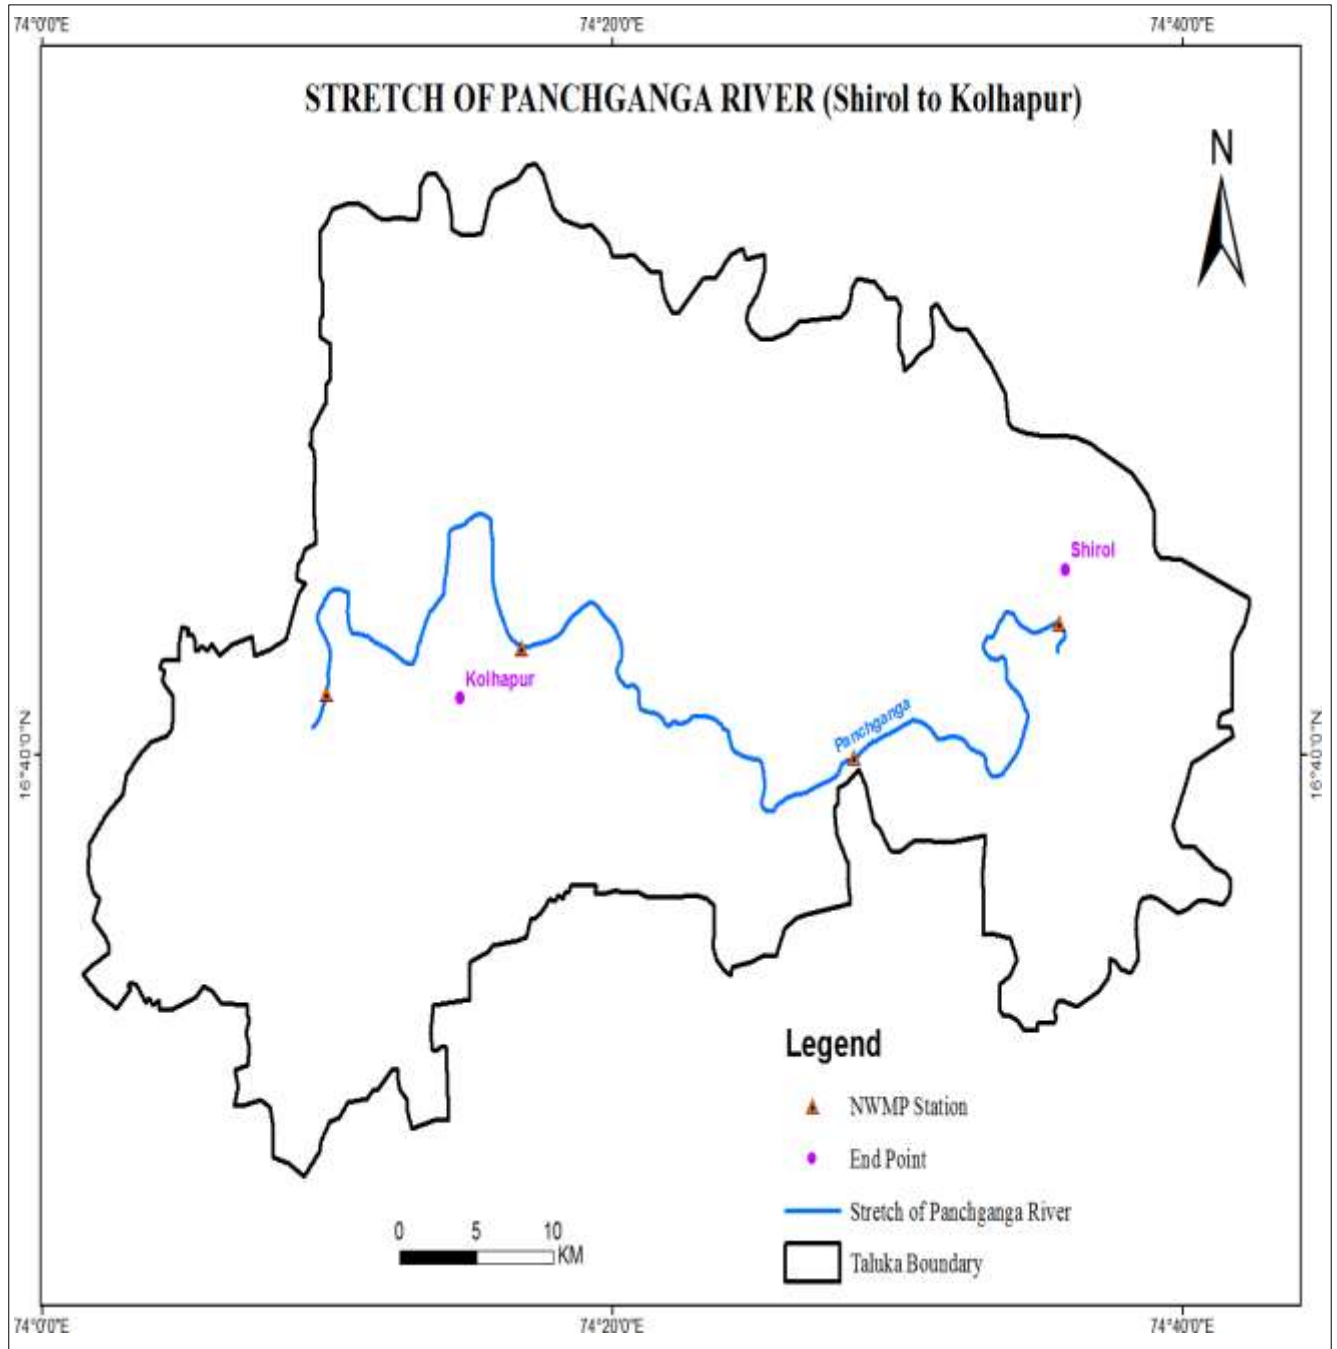 74°0'0"E
74°20'0"E
74°40'0"E
STRETCH OF PANCHGANGA RIVER (Shirol to Kolhapur)
N
Shirol
Kolhapur
Panchganga
16°40'0"N
16°40'0"N
Legend
NWMP Station
End Point
Stretch of Panchganga River
Taluka Boundary
0 5 10
KM
74°0'0"E
74°20'0"E
74°40'0"E